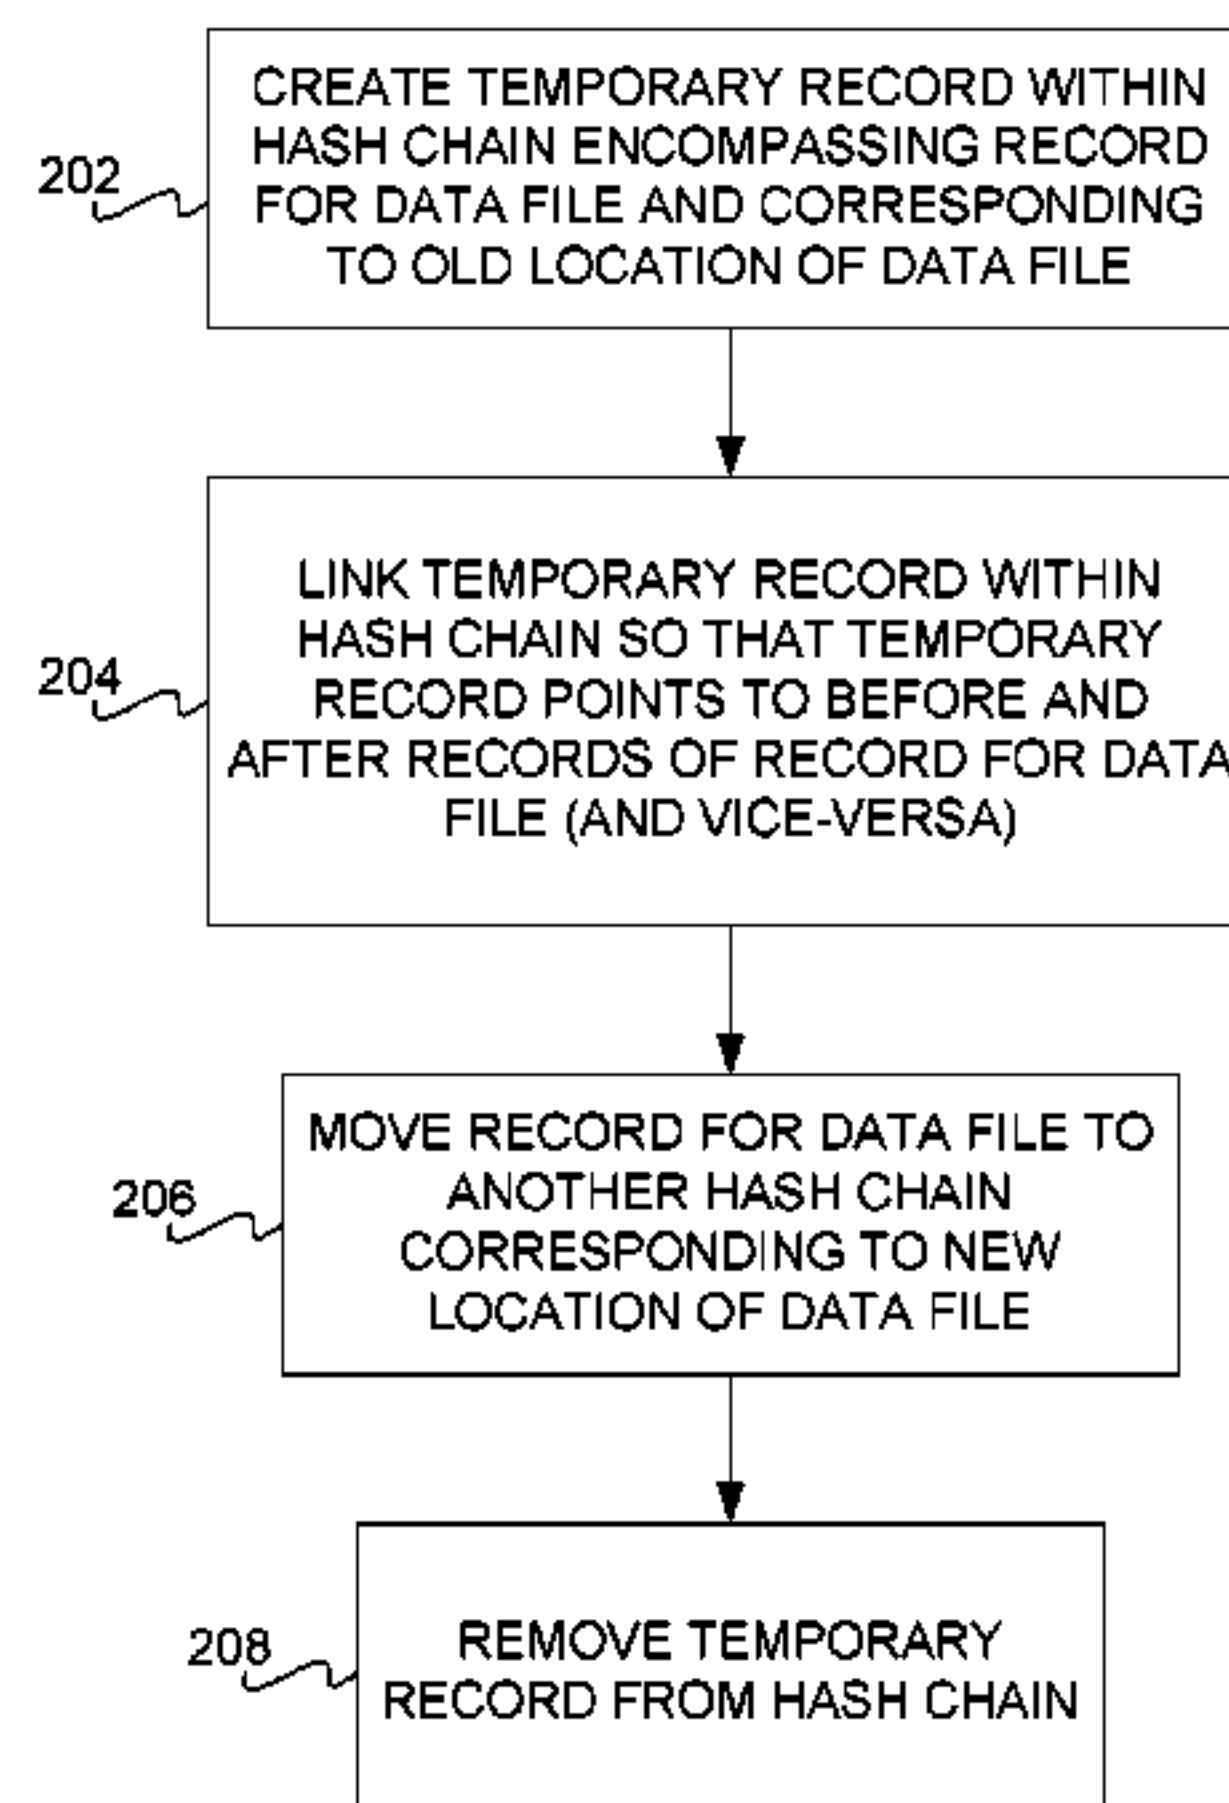 CREATE TEMPORARY RECORD WITHIN
HASH CHAIN ENCOMPASSING RECORD
202
FOR DATA FILE AND CORRESPONDING
TO OLD LOCATION OF DATA FILE
LINK TEMPORARY RECORD WITHIN
HASH CHAIN SO THAT TEMPORARY
204
RECORD POINTS TO BEFORE AND
AFTER RECORDS OF RECORD FOR DATA
FILE (AND VICE-VERSA)
MOVE RECORD FOR DATA FILE TO
206
ANOTHER HASH CHAIN
CORRESPONDING TO NEW
LOCATION OF DATA FILE
208
REMOVE TEMPORARY
RECORD FROM HASH CHAIN